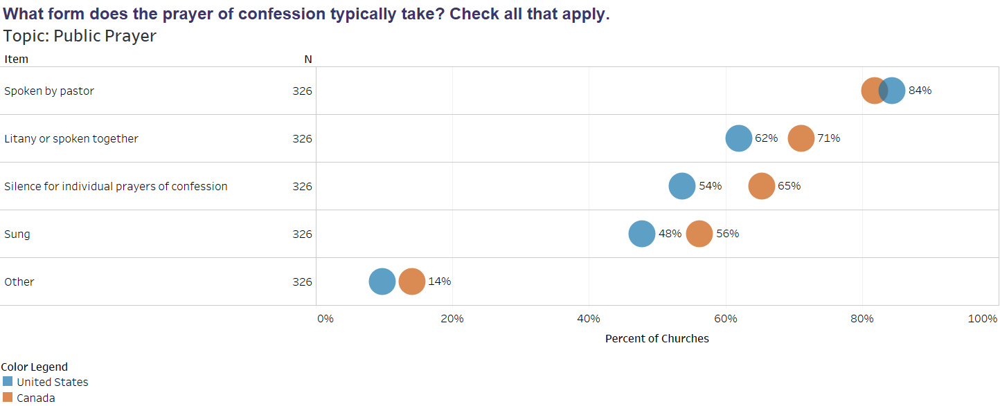 What form does the prayer of confession typically take? Check all that apply.
Topic: Public Prayer
Item N
Spoken by pastor 326 84%
Litany or spoken together 326 62% 71%
Silence for individual prayers of confession 326 54% 65%
Sung 326 48% 56%
Other 326 14%
0% 20% 40% 60% 80% 100%
Percent of Churches
Color Legend
United States
Canada